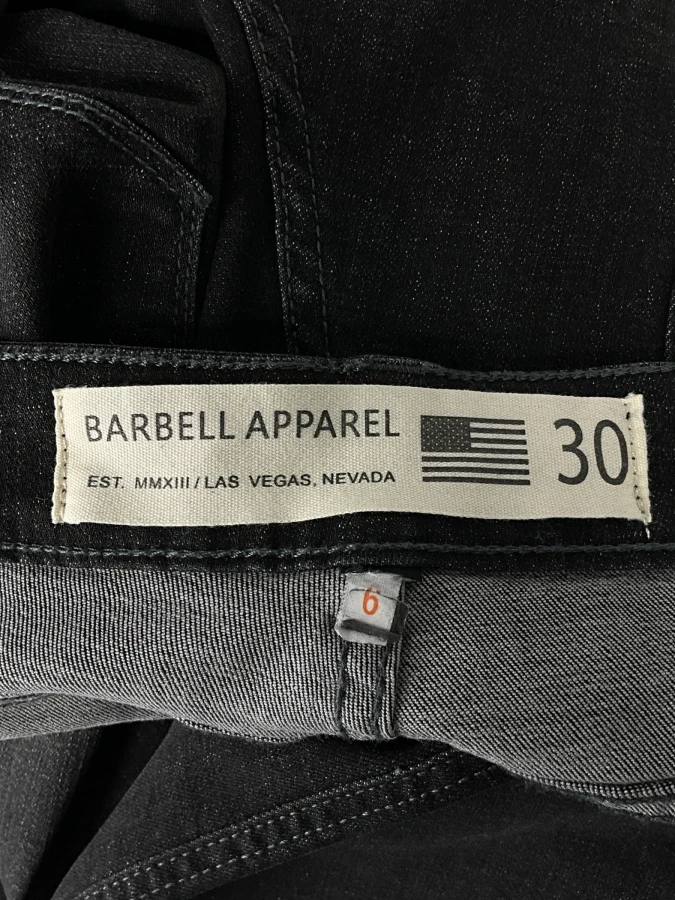 BARBELL APPAREL
EST. MMXIII / LAS VEGAS, NEVADA
30
6